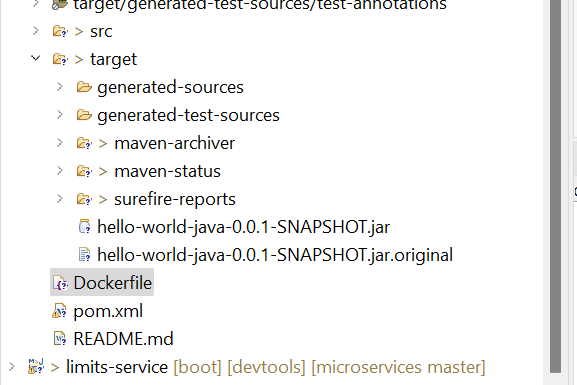 target/generated-test-sources/test-annotations
> src
> target
generated-sources
generated-test-sources
> maven-archiver
> maven-status
> surefire-reports
hello-world-java-0.0.1-SNAPSHOT.jar
hello-world-java-0.0.1-SNAPSHOT.jar.original
Dockerfile
pom.xml
README.md
> limits-service [boot] [devtools] [microservices master]